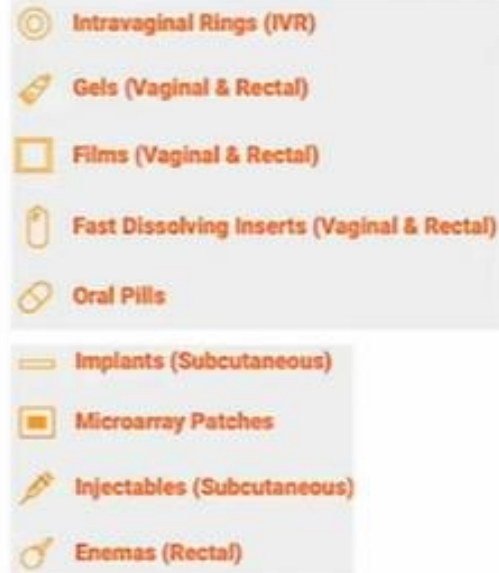 Intravaginal Rings (IVR)
Gels (Vaginal & Rectal)
Films (Vaginal & Rectal)
Fast Dissolving Inserts (Vaginal & Rectal)
Oral Pills
Implants (Subcutaneous)
Microarray Patches
Injectables (Subcutaneous)
Enemas (Rectal)